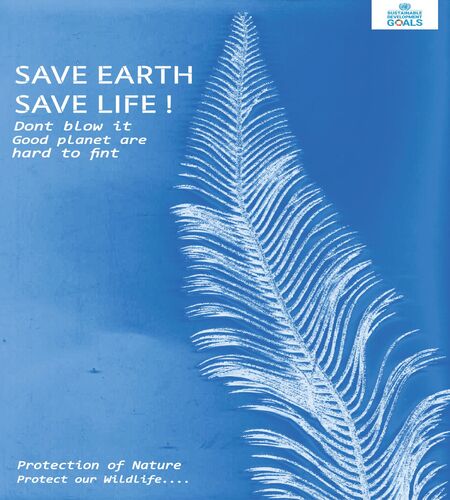 SUSTAINABLE
DEVELOPMENT
GOALS
SAVE EARTH
SAVE LIFE !
Dont blow it
Good planet are
hard to fint
Protection of Nature
Protect our Wildlife....